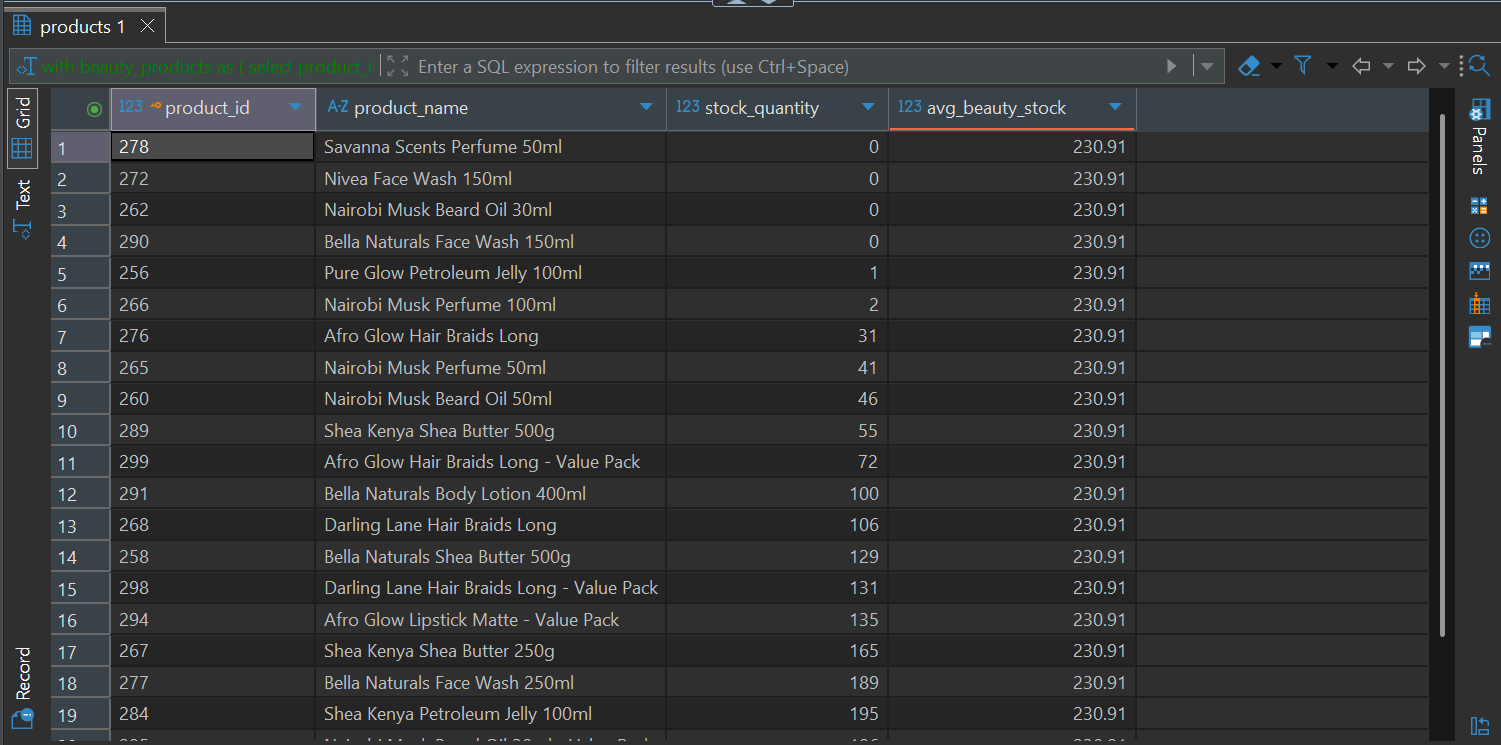 products 1
with beauty_products as ( select product_i Enter a SQL expression to filter results (use Ctrl+Space)
Grid
Text
Record
Panels
123 product_id A-Z product_name 123 stock_quantity 123 avg_beauty_stock
1 278 Savanna Scents Perfume 50ml 0 230.91
2 272 Nivea Face Wash 150ml 0 230.91
3 262 Nairobi Musk Beard Oil 30ml 0 230.91
4 290 Bella Naturals Face Wash 150ml 0 230.91
5 256 Pure Glow Petroleum Jelly 100ml 1 230.91
6 266 Nairobi Musk Perfume 100ml 2 230.91
7 276 Afro Glow Hair Braids Long 31 230.91
8 265 Nairobi Musk Perfume 50ml 41 230.91
9 260 Nairobi Musk Beard Oil 50ml 46 230.91
10 289 Shea Kenya Shea Butter 500g 55 230.91
11 299 Afro Glow Hair Braids Long - Value Pack 72 230.91
12 291 Bella Naturals Body Lotion 400ml 100 230.91
13 268 Darling Lane Hair Braids Long 106 230.91
14 258 Bella Naturals Shea Butter 500g 129 230.91
15 298 Darling Lane Hair Braids Long - Value Pack 131 230.91
16 294 Afro Glow Lipstick Matte - Value Pack 135 230.91
17 267 Shea Kenya Shea Butter 250g 165 230.91
18 277 Bella Naturals Face Wash 250ml 189 230.91
19 284 Shea Kenya Petroleum Jelly 100ml 195 230.91